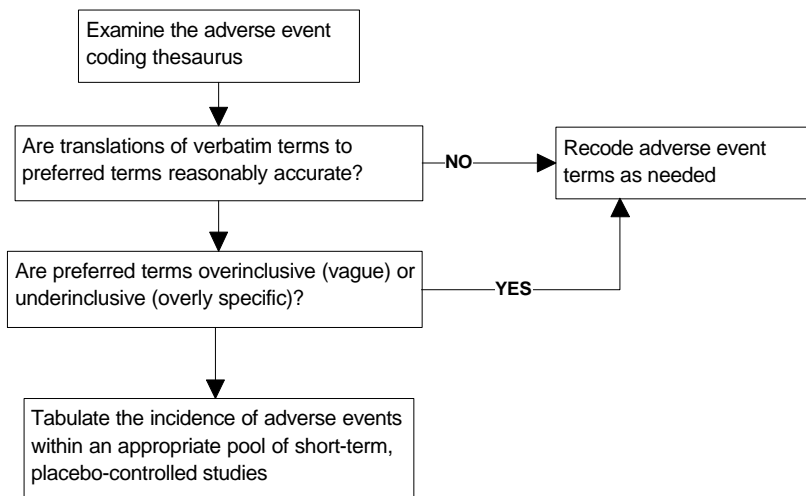 Examine the adverse event
coding thesaurus
Are translations of verbatim terms to
preferred terms reasonably accurate?
NO
Recode adverse event
terms as needed
Are preferred terms overinclusive (vague) or
underinclusive (overly specific)?
YES
Tabulate the incidence of adverse events
within an appropriate pool of short-term,
placebo-controlled studies